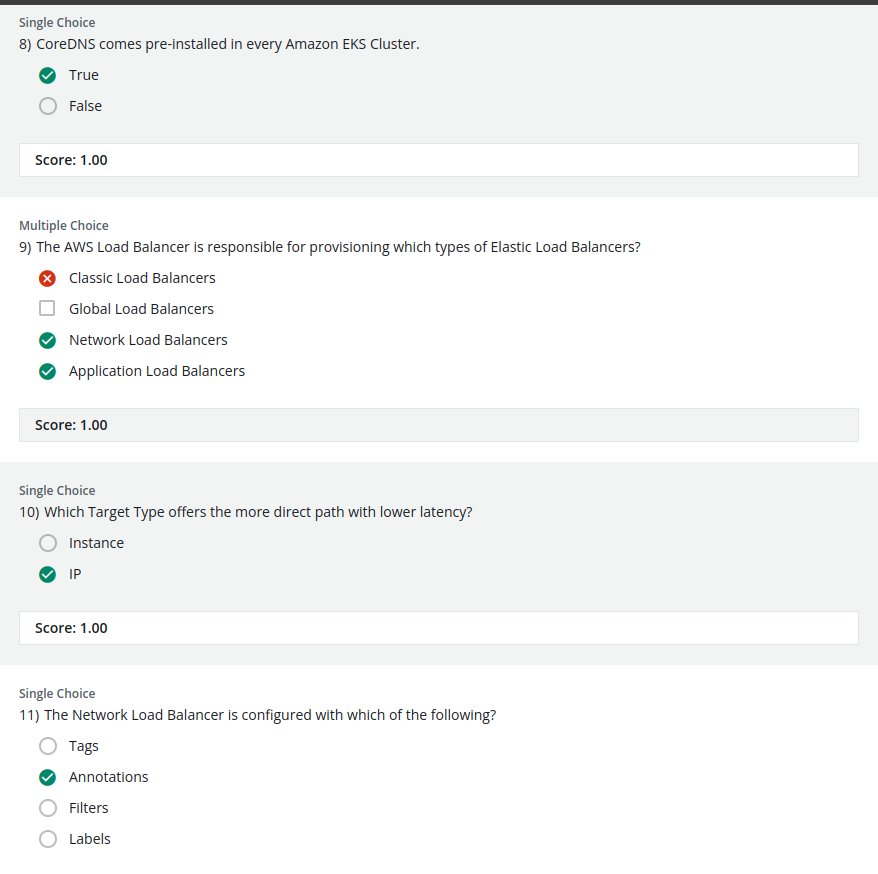 Single Choice
8) CoreDNS comes pre-installed in every Amazon EKS Cluster.
True
False
Score: 1.00
Multiple Choice
9) The AWS Load Balancer is responsible for provisioning which types of Elastic Load Balancers?
Classic Load Balancers
Global Load Balancers
Network Load Balancers
Application Load Balancers
Score: 1.00
Single Choice
10) Which Target Type offers the more direct path with lower latency?
Instance
IP
Score: 1.00
Single Choice
11) The Network Load Balancer is configured with which of the following?
Tags
Annotations
Filters
Labels